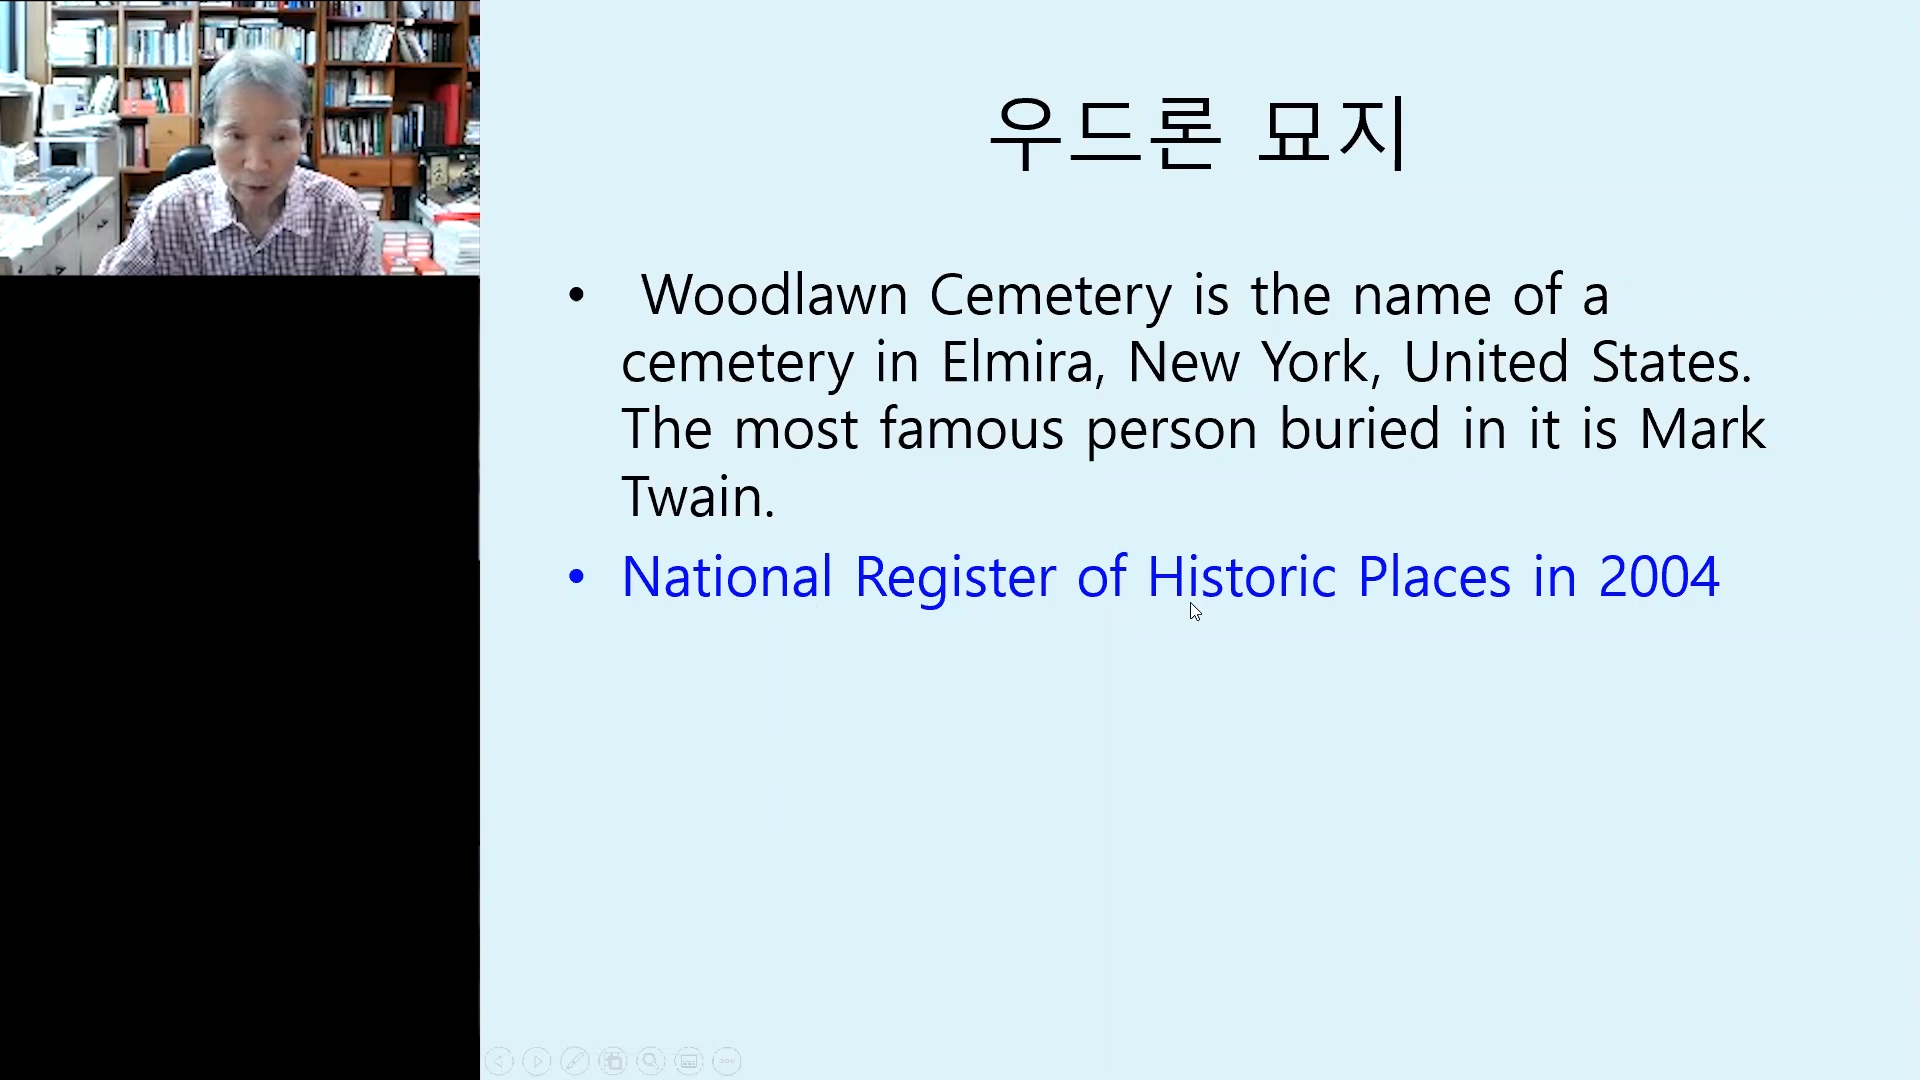 우드론 묘지
• Woodlawn Cemetery is the name of a
cemetery in Elmira, New York, United States.
The most famous person buried in it is Mark
Twain.
• National Register of Historic Places in 2004